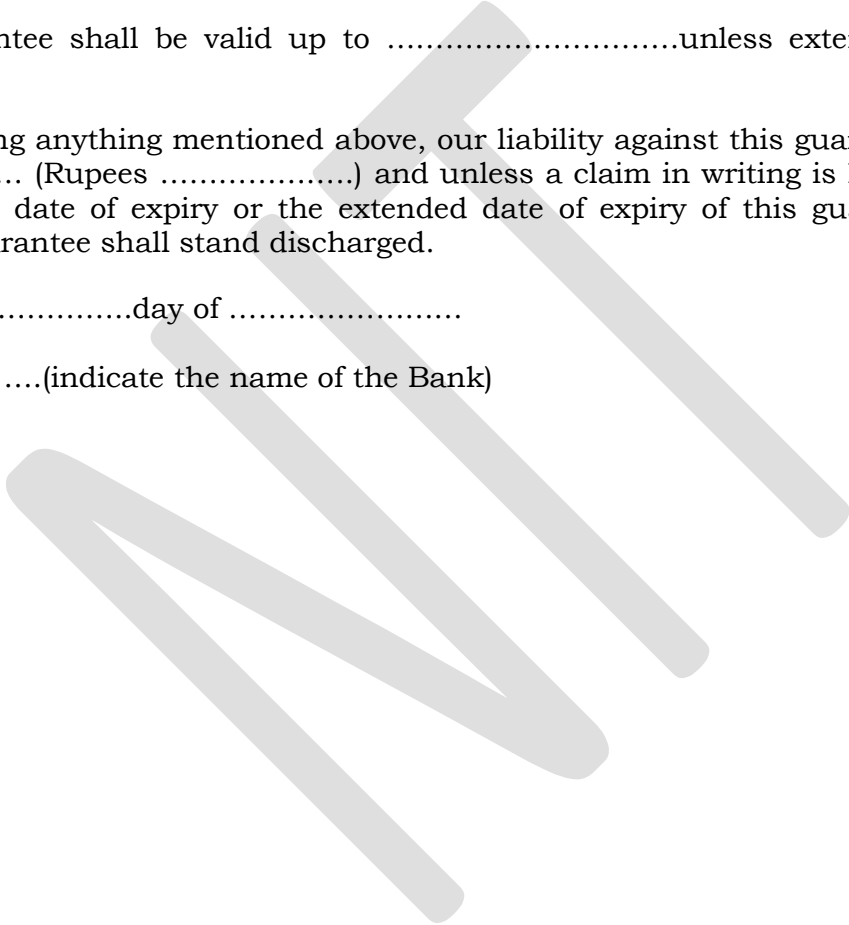 ntee shall be valid up to …………………………unless exte
ng anything mentioned above, our liability against this gua
… (Rupees ………………..) and unless a claim in writing is
date of expiry or the extended date of expiry of this gu
rantee shall stand discharged.
…………..day of ……………………
….(indicate the name of the Bank)
NIT